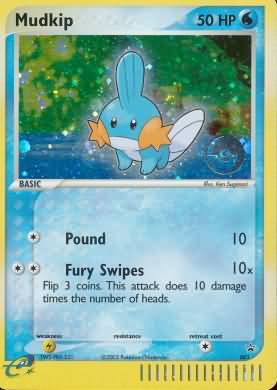 Mudkip 50 HP
Illus. Ken Sugimori
BASIC
Pound 10
Fury Swipes 10x
Flip 3 coins. This attack does 10 damage
times the number of heads.
weakness resistance retreat cost
©2003 Pokémon/Nintendo
e